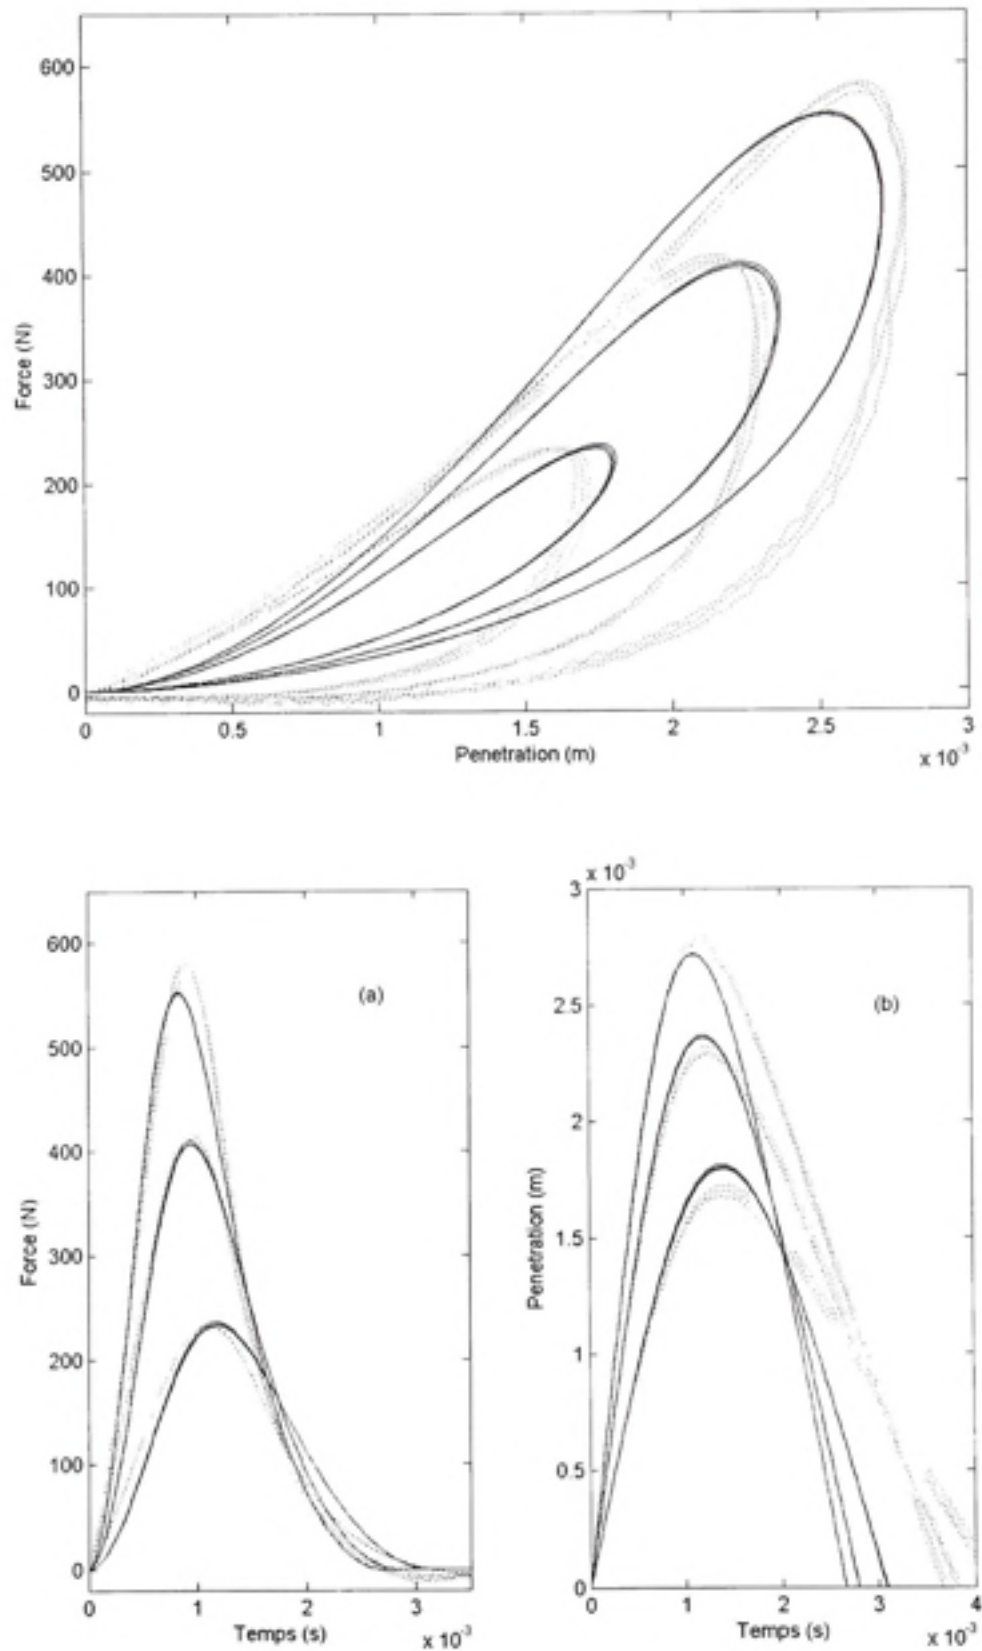 600
500
400
300
200
100
0
Force (N)
0 0.5 1 1.5 2 2.5 3
Penetration (m)
x 10⁻³
600
500
400
300
200
100
0
Force (N)
(a)
0 1 2 3
Temps (s)
x 10⁻³
x 10⁻³
3
2.5
2
1.5
1
0.5
0
Penetration (m)
(b)
0 1 2 3 4
Temps (s)
x 10⁻³